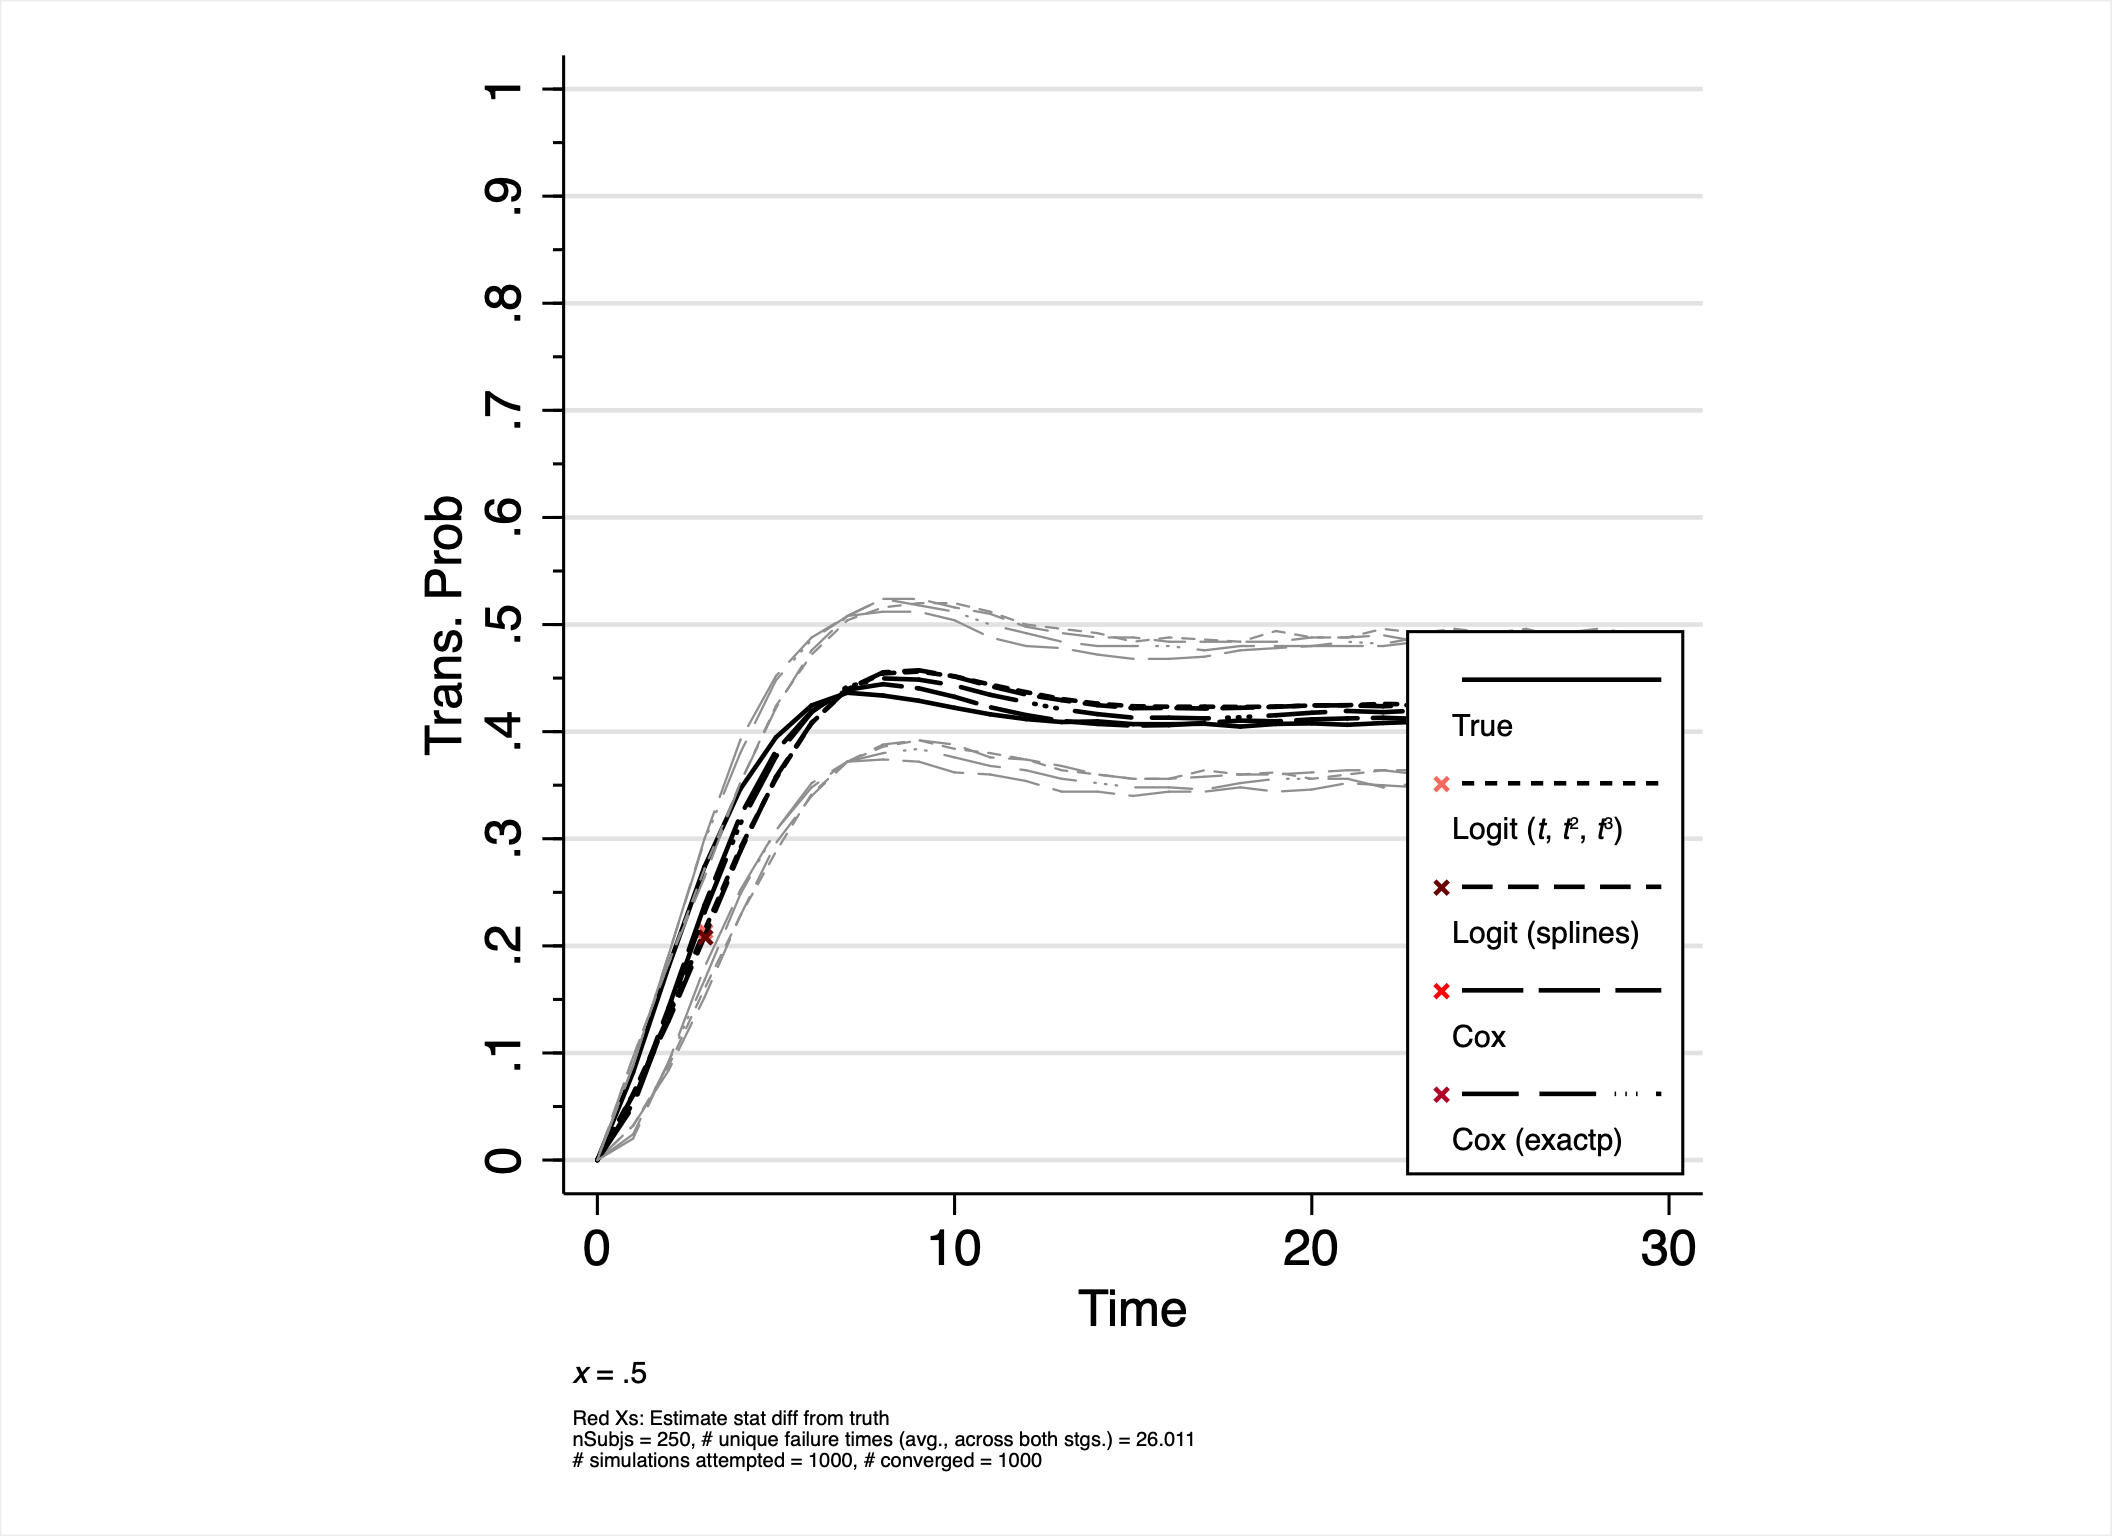 1
.9
.8
.7
.6
.5
.4
.3
.2
.1
0
Trans. Prob
True
Logit (t, t², t³)
Logit (splines)
Cox
Cox (exactp)
0 10 20 30
Time
x = .5
Red Xs: Estimate stat diff from truth
nSubjs = 250, # unique failure times (avg., across both stgs.) = 26.011
# simulations attempted = 1000, # converged = 1000